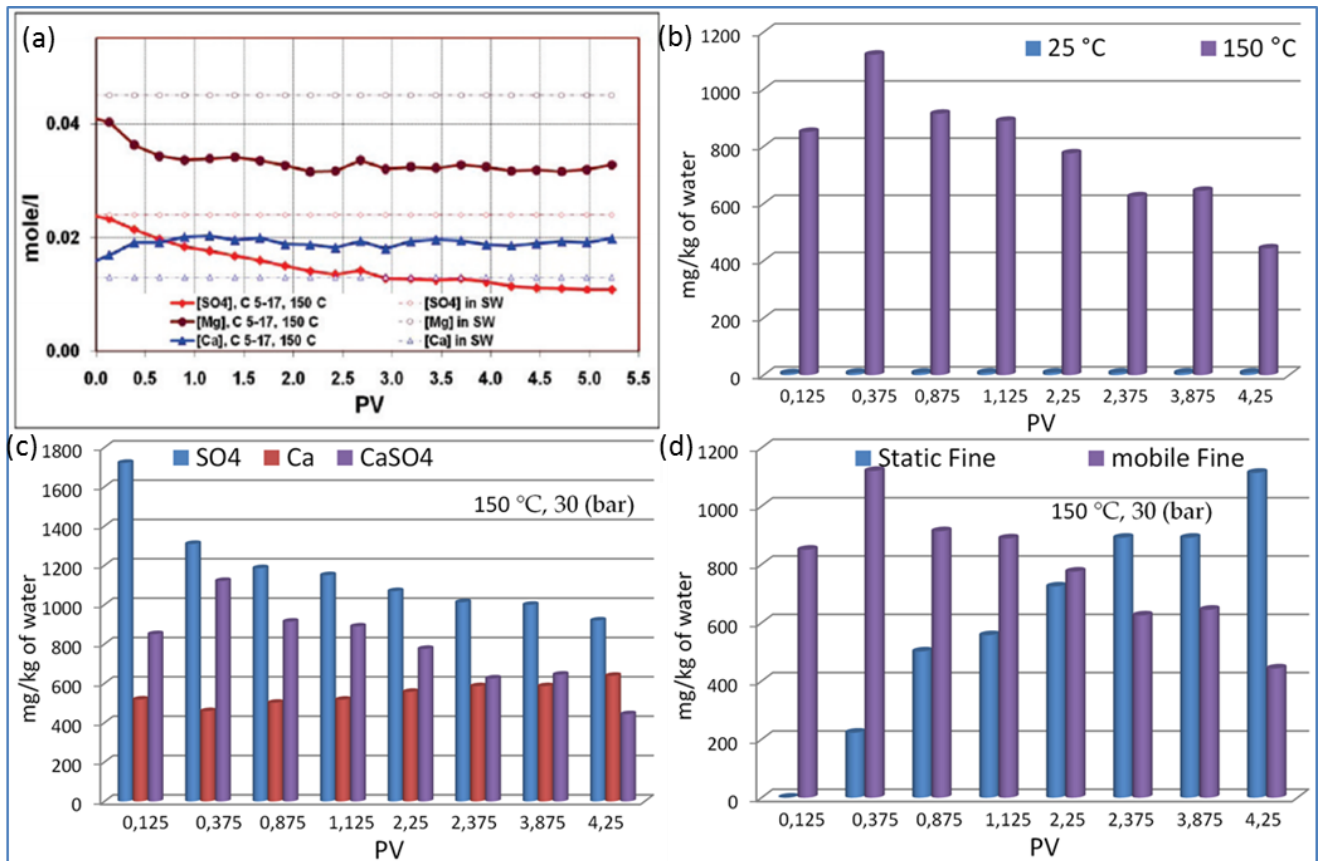 (a)
mole/l
0.04
0.02
0.00
[SO4], C 5-17, 150 C
[Mg], C 5-17, 150 C
[Ca], C 5-17, 150 C
[SO4] in SW
[Mg] in SW
[Ca] in SW
0.0 0.5 1.0 1.5 2.0 2.5 3.0 3.5 4.0 4.5 5.0 5.5
PV
(b)
25 °C 150 °C
mg/kg of water
1200
1000
800
600
400
200
0
0,125 0,375 0,875 1,125 2,25 2,375 3,875 4,25
PV
(c)
SO4 Ca CaSO4
150 °C, 30 (bar)
mg/kg of water
1800
1600
1400
1200
1000
800
600
400
200
0
0,125 0,375 0,875 1,125 2,25 2,375 3,875 4,25
PV
(d)
Static Fine mobile Fine
150 °C, 30 (bar)
mg/kg of water
1200
1000
800
600
400
200
0
0,125 0,375 0,875 1,125 2,25 2,375 3,875 4,25
PV